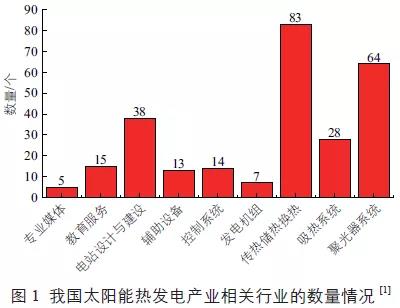 数量/个
90
80
70
60
50
40
30
20
10
0
5
15
38
13
14
7
83
28
64
专业媒体
教育服务
电站设计与建设
辅助设备
控制系统
发电机组
传热储热换热
吸热系统
聚光器系统
图 1 我国太阳能热发电产业相关行业的数量情况 [1]